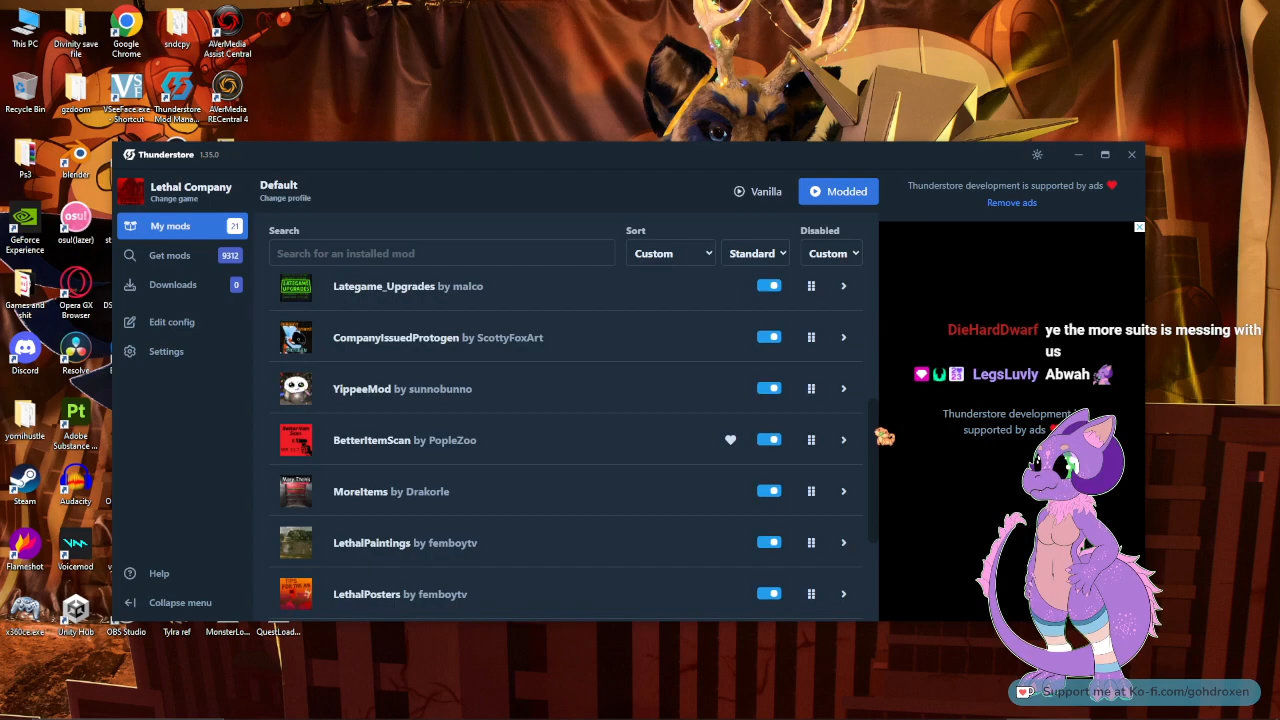 This PC
Divinity save
file
Google
Chrome
sndcpy
AVerMedia
Assist Central
Recycle Bin
gzdoom
VSeeFace.exe
- Shortcut
Thunderstore
Mod Mana...
AVerMedia
RECentral 4
Ps3
blender
GeForce
Experience
osu!
osu!(lazer)
Games and
shit
Opera GX
Browser
Discord
Resolve
yomihustle
Pt
Adobe
Substance ...
Steam
Audacity
Flameshot
Voicemod
x360ce.exe
Unity Hub
OBS Studio
Tylra ref
MonsterLo...
QuestLoad...
Thunderstore 1.35.0
Lethal Company
Change game
Default
Change profile
Vanilla
Modded
Thunderstore development is supported by ads
Remove ads
My mods 21
Get mods 9312
Downloads 0
Edit config
Settings
Help
Collapse menu
Search
Sort
Disabled
Search for an installed mod
Custom
Standard
Custom
LATEGAME
UPGRADES
Lategame_Upgrades by malco
CompanyIssuedProtogen by ScottyFoxArt
YippeeMod by sunnobunno
BetterItemScan by PopleZoo
MoreItems by Drakorle
LethalPaintings by femboytv
LethalPosters by femboytv
DieHardDwarf ye the more suits is messing with
us
LegsLuvly Abwah
Thunderstore development
supported by ads
Support me at Ko-fi.com/gohdroxen